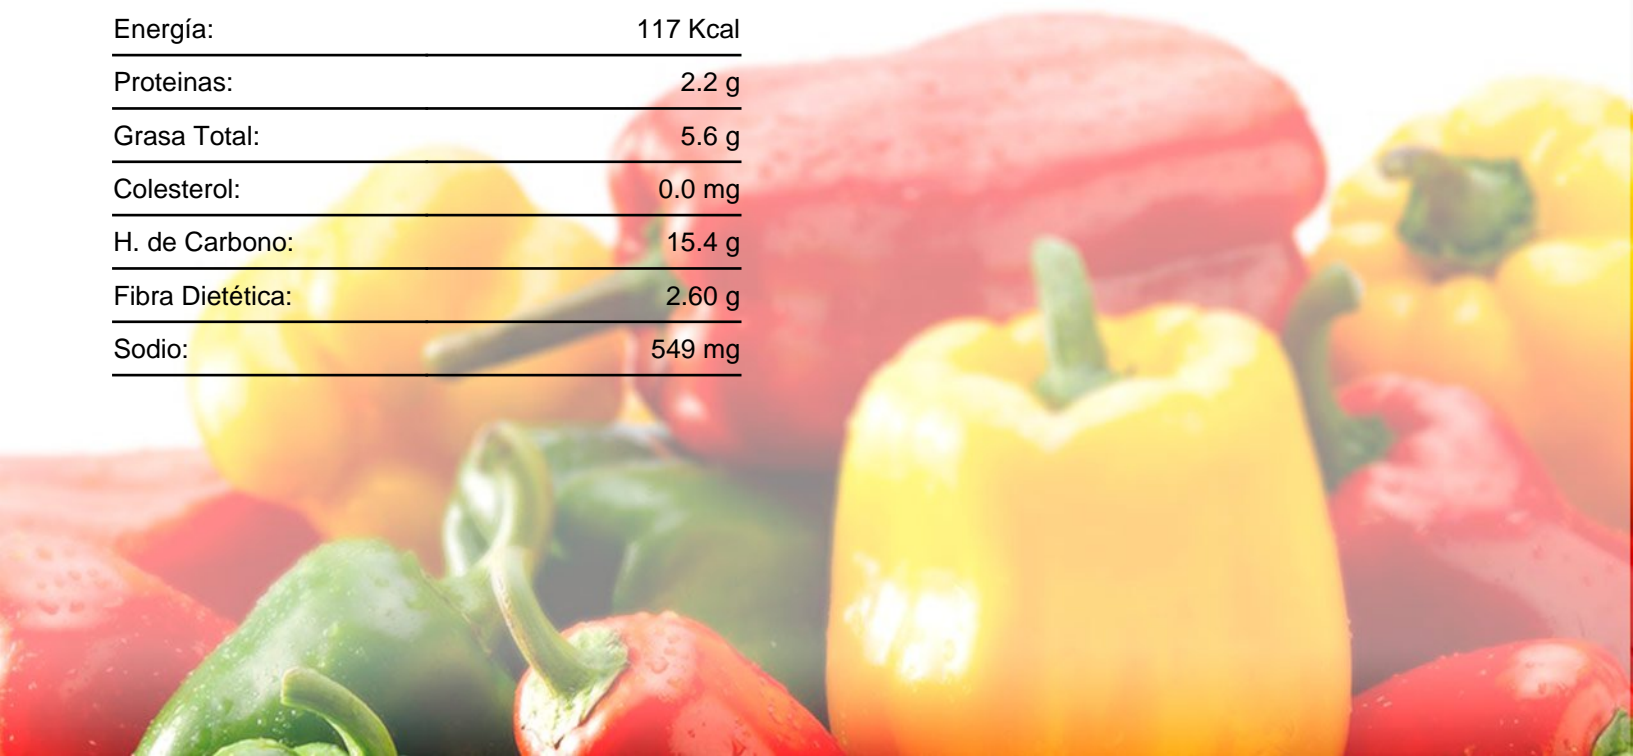 Energía: 117 Kcal
Proteinas: 2.2 g
Grasa Total: 5.6 g
Colesterol: 0.0 mg
H. de Carbono: 15.4 g
Fibra Dietética: 2.60 g
Sodio: 549 mg